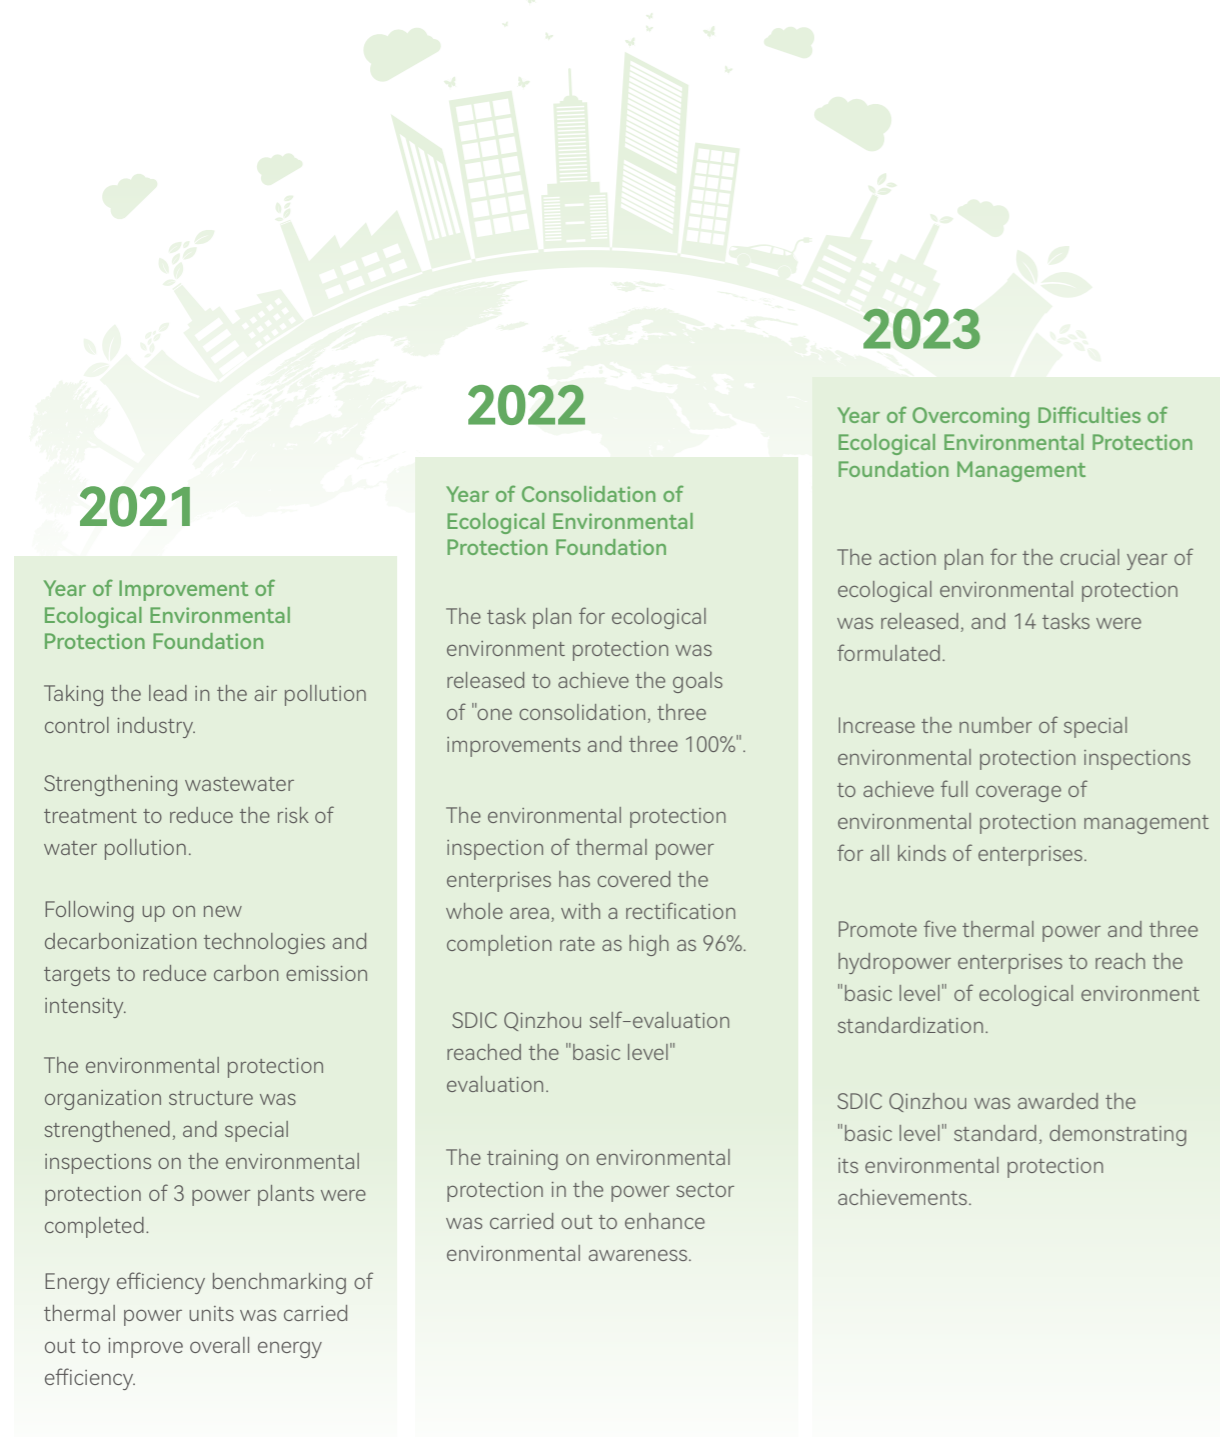 2021
Year of Improvement of
Ecological Environmental
Protection Foundation
Taking the lead in the air pollution
control industry.
Strengthening wastewater
treatment to reduce the risk of
water pollution.
Following up on new
decarbonization technologies and
targets to reduce carbon emission
intensity.
The environmental protection
organization structure was
strengthened, and special
inspections on the environmental
protection of 3 power plants were
completed.
Energy efficiency benchmarking of
thermal power units was carried
out to improve overall energy
efficiency.
2022
Year of Consolidation of
Ecological Environmental
Protection Foundation
The task plan for ecological
environment protection was
released to achieve the goals
of "one consolidation, three
improvements and three 100%".
The environmental protection
inspection of thermal power
enterprises has covered the
whole area, with a rectification
completion rate as high as 96%.
SDIC Qinzhou self-evaluation
reached the "basic level"
evaluation.
The training on environmental
protection in the power sector
was carried out to enhance
environmental awareness.
2023
Year of Overcoming Difficulties of
Ecological Environmental Protection
Foundation Management
The action plan for the crucial year of
ecological environmental protection
was released, and 14 tasks were
formulated.
Increase the number of special
environmental protection inspections
to achieve full coverage of
environmental protection management
for all kinds of enterprises.
Promote five thermal power and three
hydropower enterprises to reach the
"basic level" of ecological environment
standardization.
SDIC Qinzhou was awarded the
"basic level" standard, demonstrating
its environmental protection
achievements.